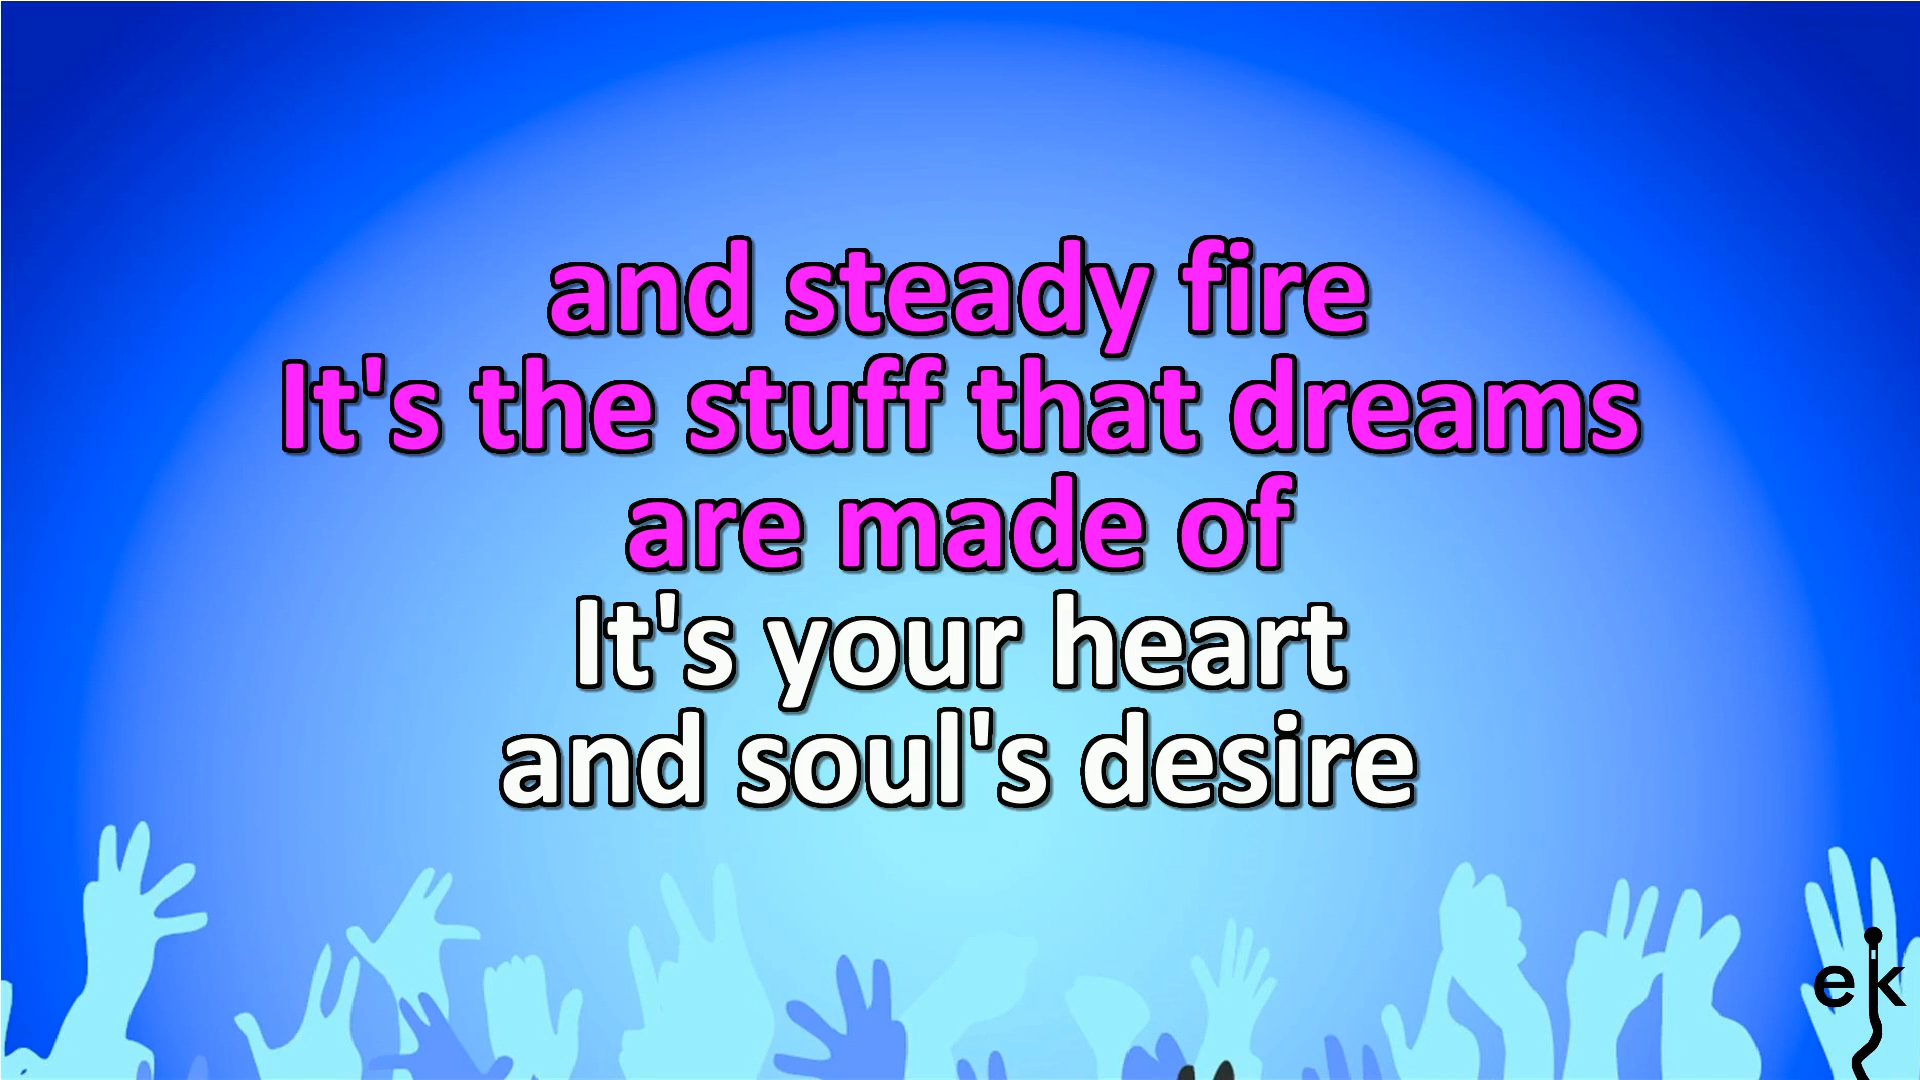 and steady fire
It's the stuff that dreams
are made of
It's your heart
and soul's desire
ek